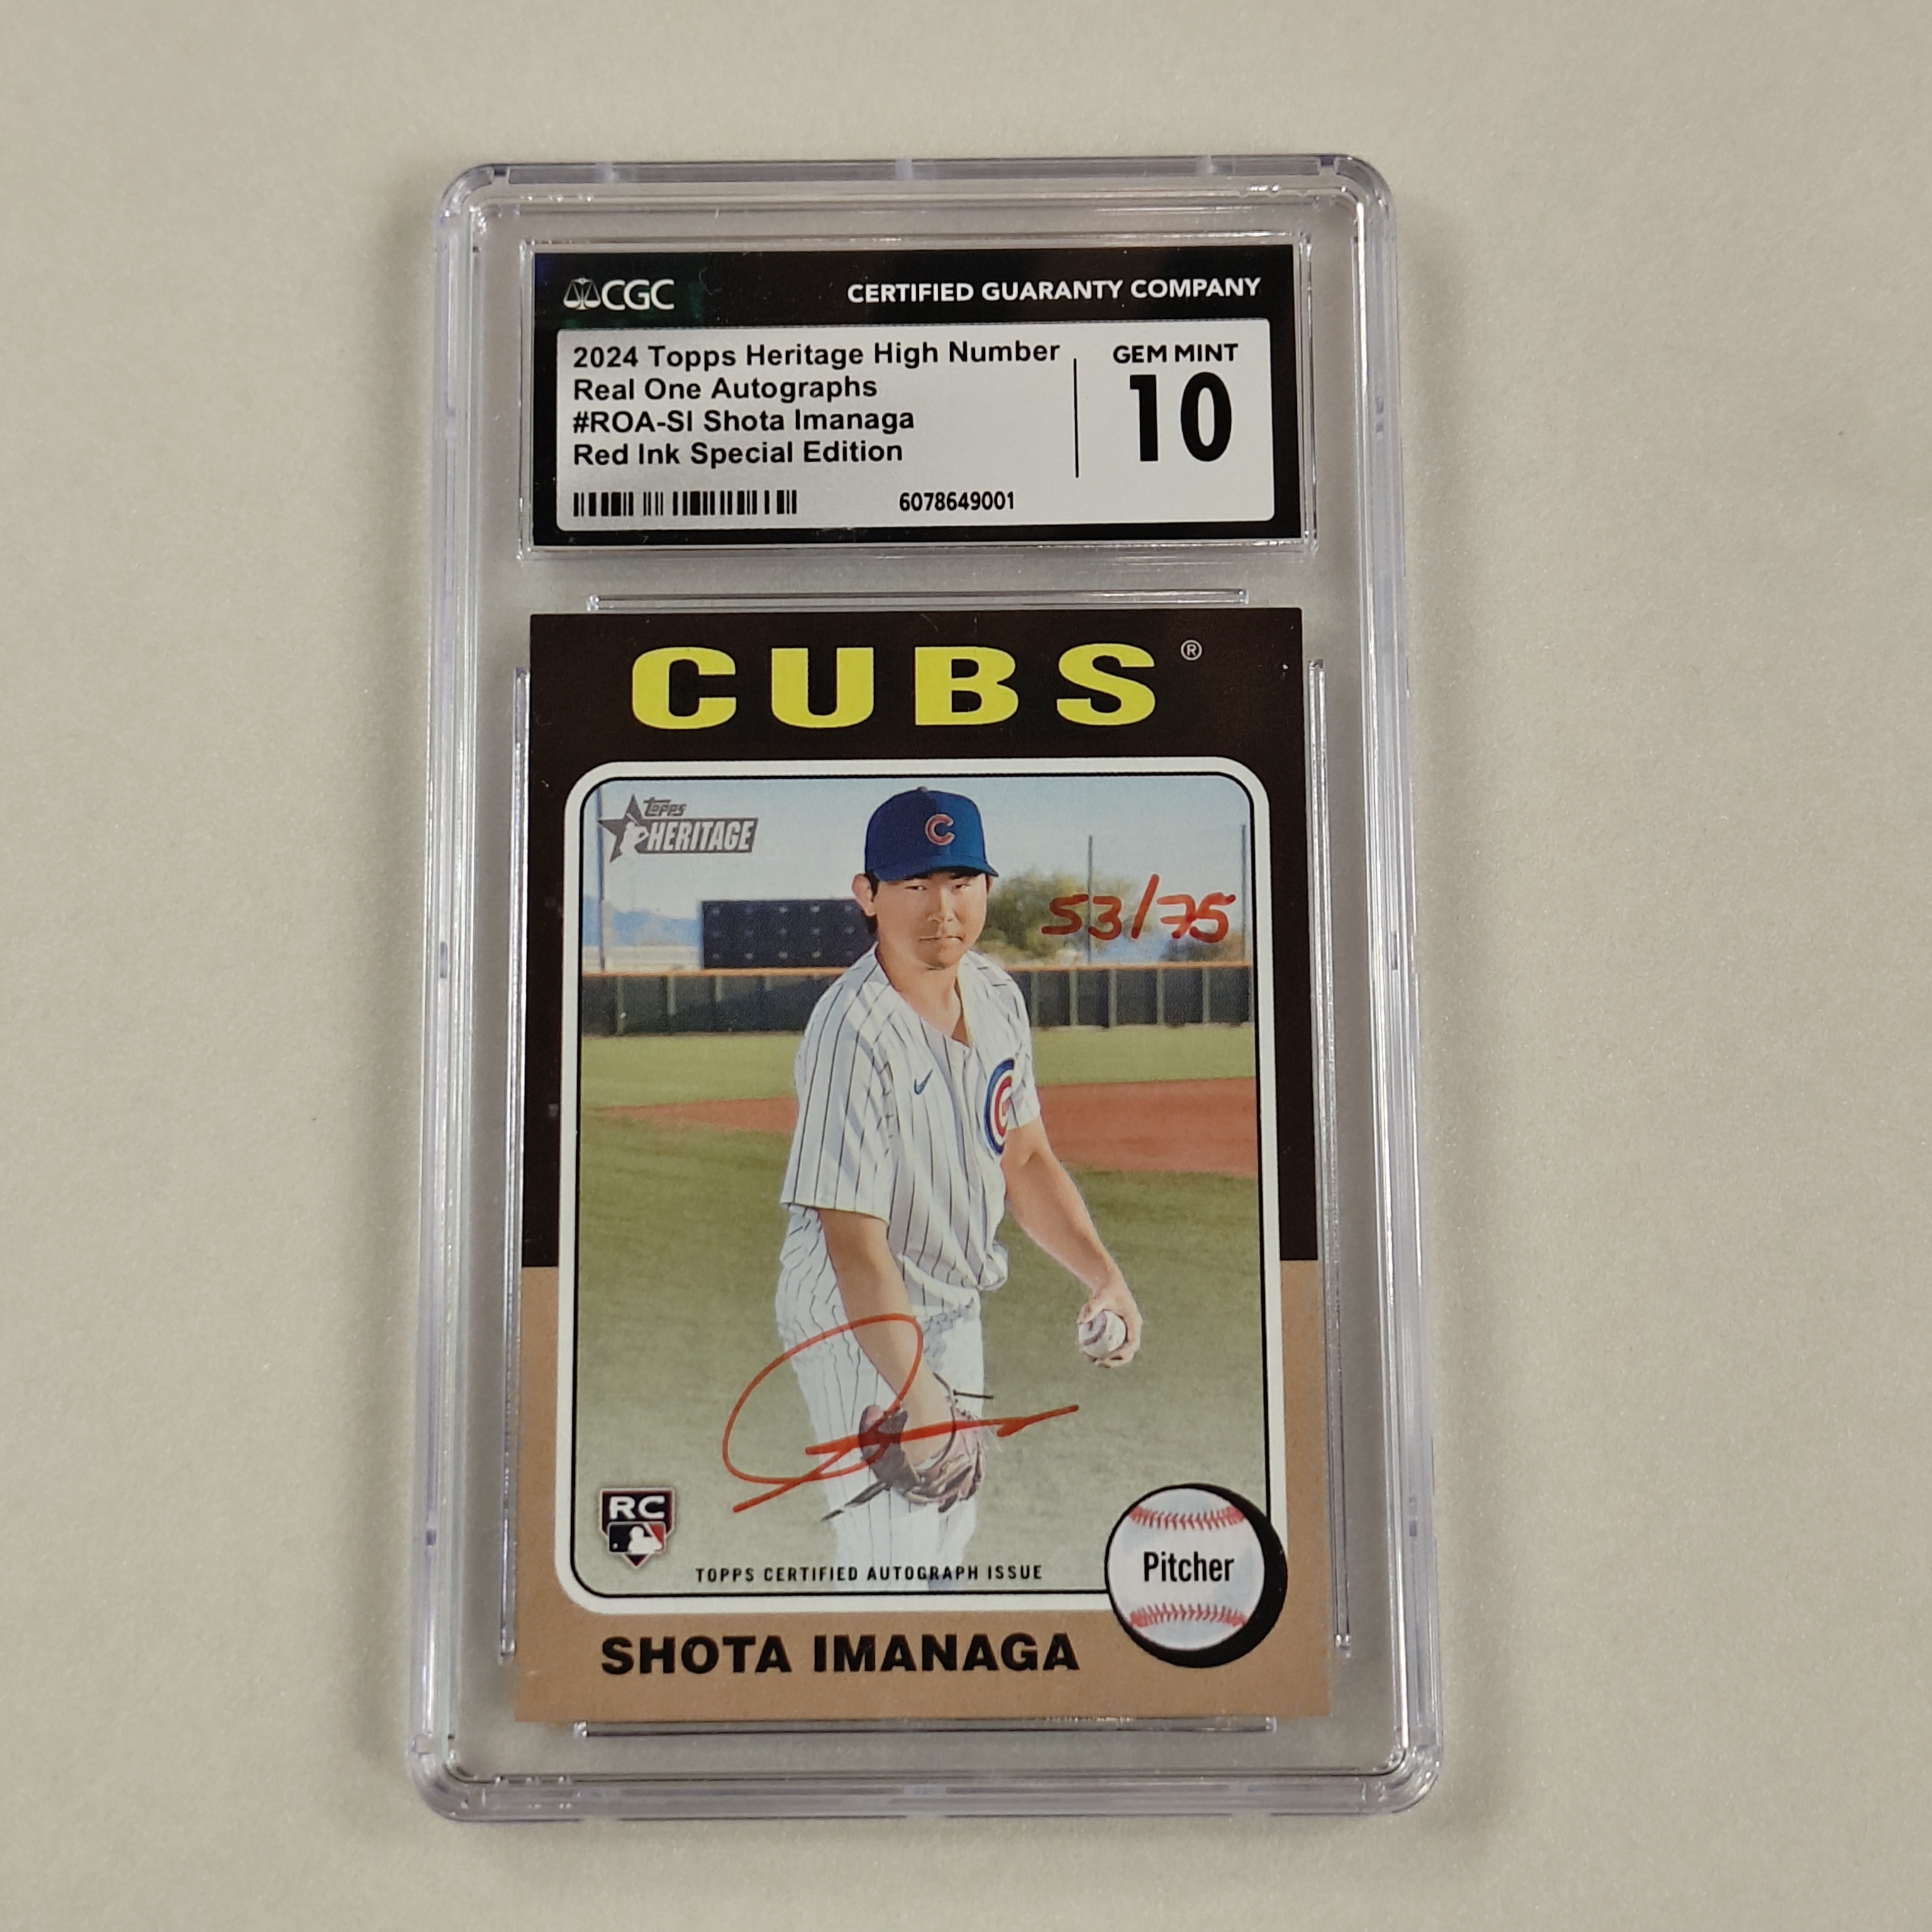 CGC CERTIFIED GUARANTY COMPANY
2024 Topps Heritage High Number
Real One Autographs
#ROA-SI Shota Imanaga
Red Ink Special Edition
GEM MINT
10
6078649001
CUBS®
topps
HERITAGE
C
53/75
C
RC
TOPPS CERTIFIED AUTOGRAPH ISSUE
Pitcher
SHOTA IMANAGA